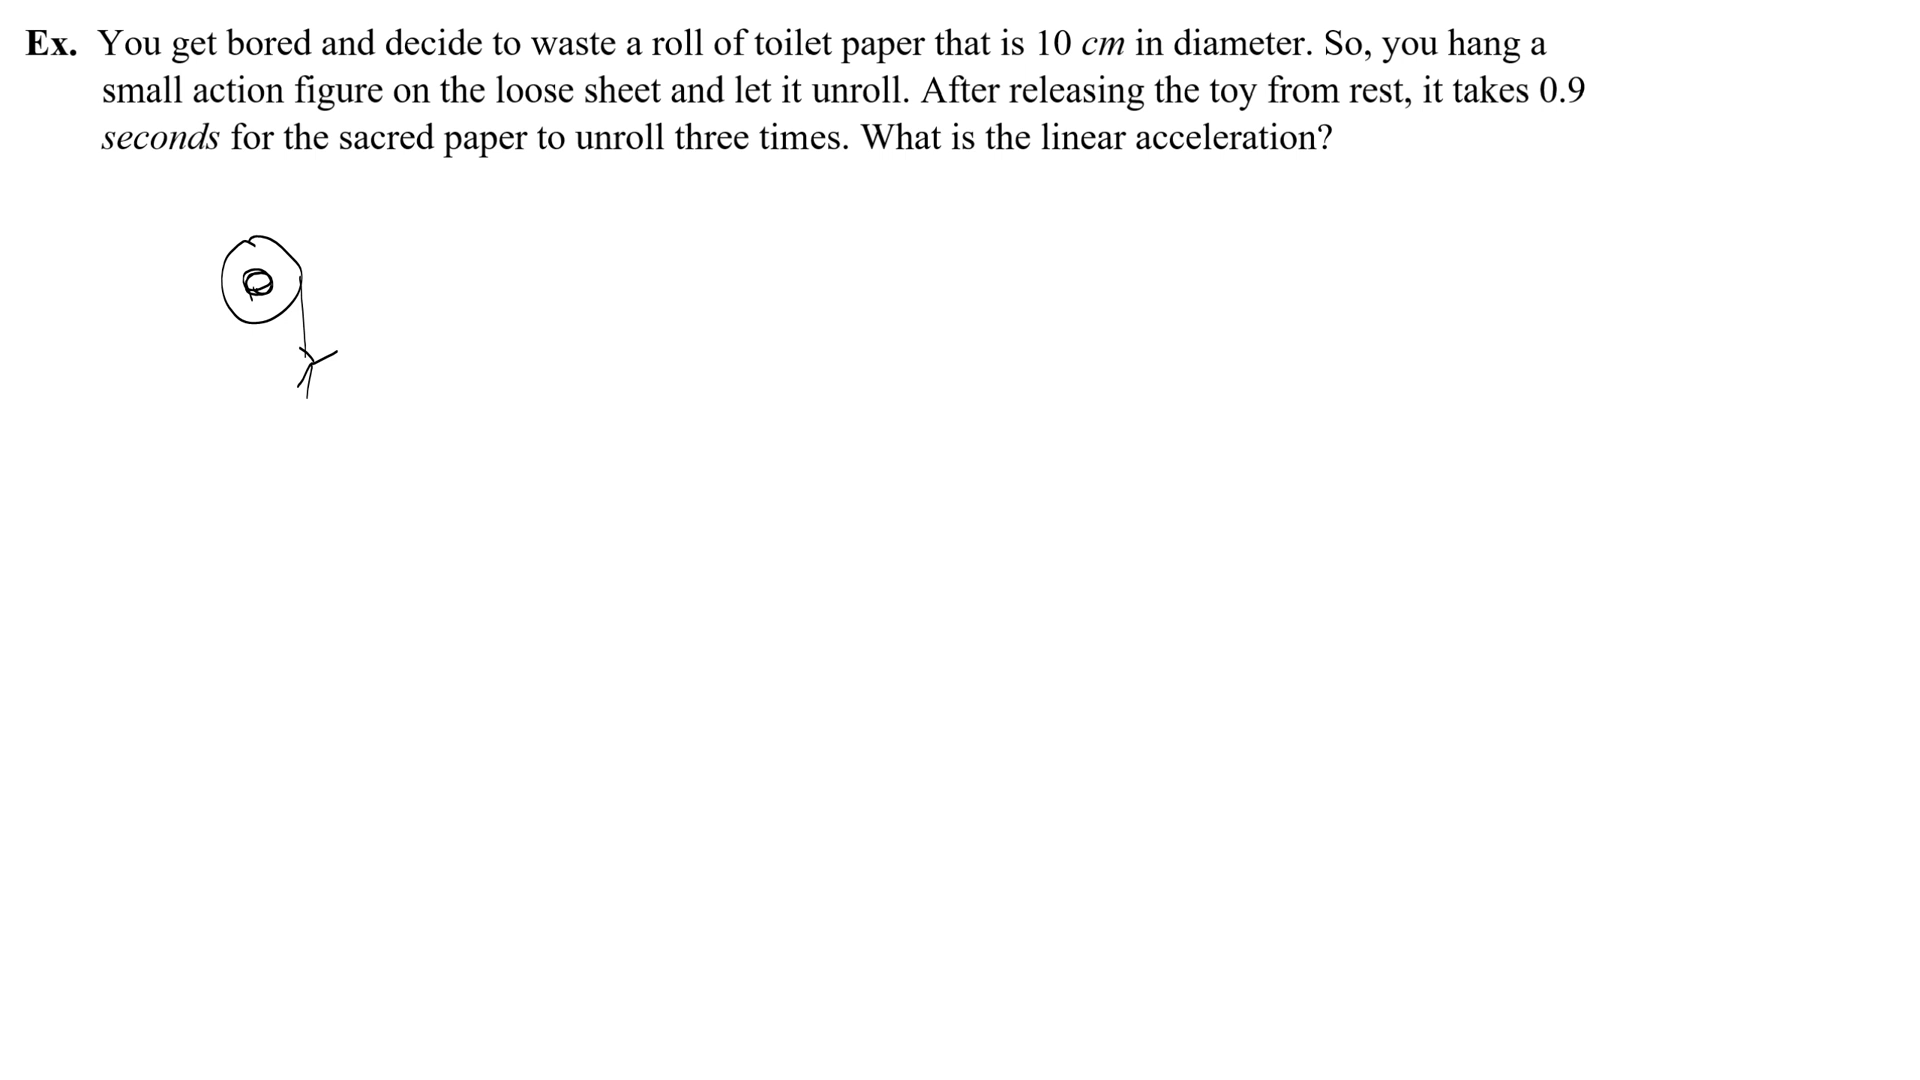 Ex. You get bored and decide to waste a roll of toilet paper that is 10 cm in diameter. So, you hang a
small action figure on the loose sheet and let it unroll. After releasing the toy from rest, it takes 0.9
seconds for the sacred paper to unroll three times. What is the linear acceleration?